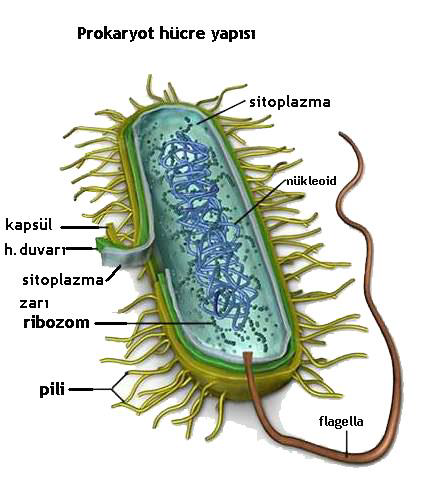 Prokaryot hücre yapısı
sitoplazma
nükleoid
kapsül
h.duvarı
sitoplazma
zarı
ribozom
pili
flagella